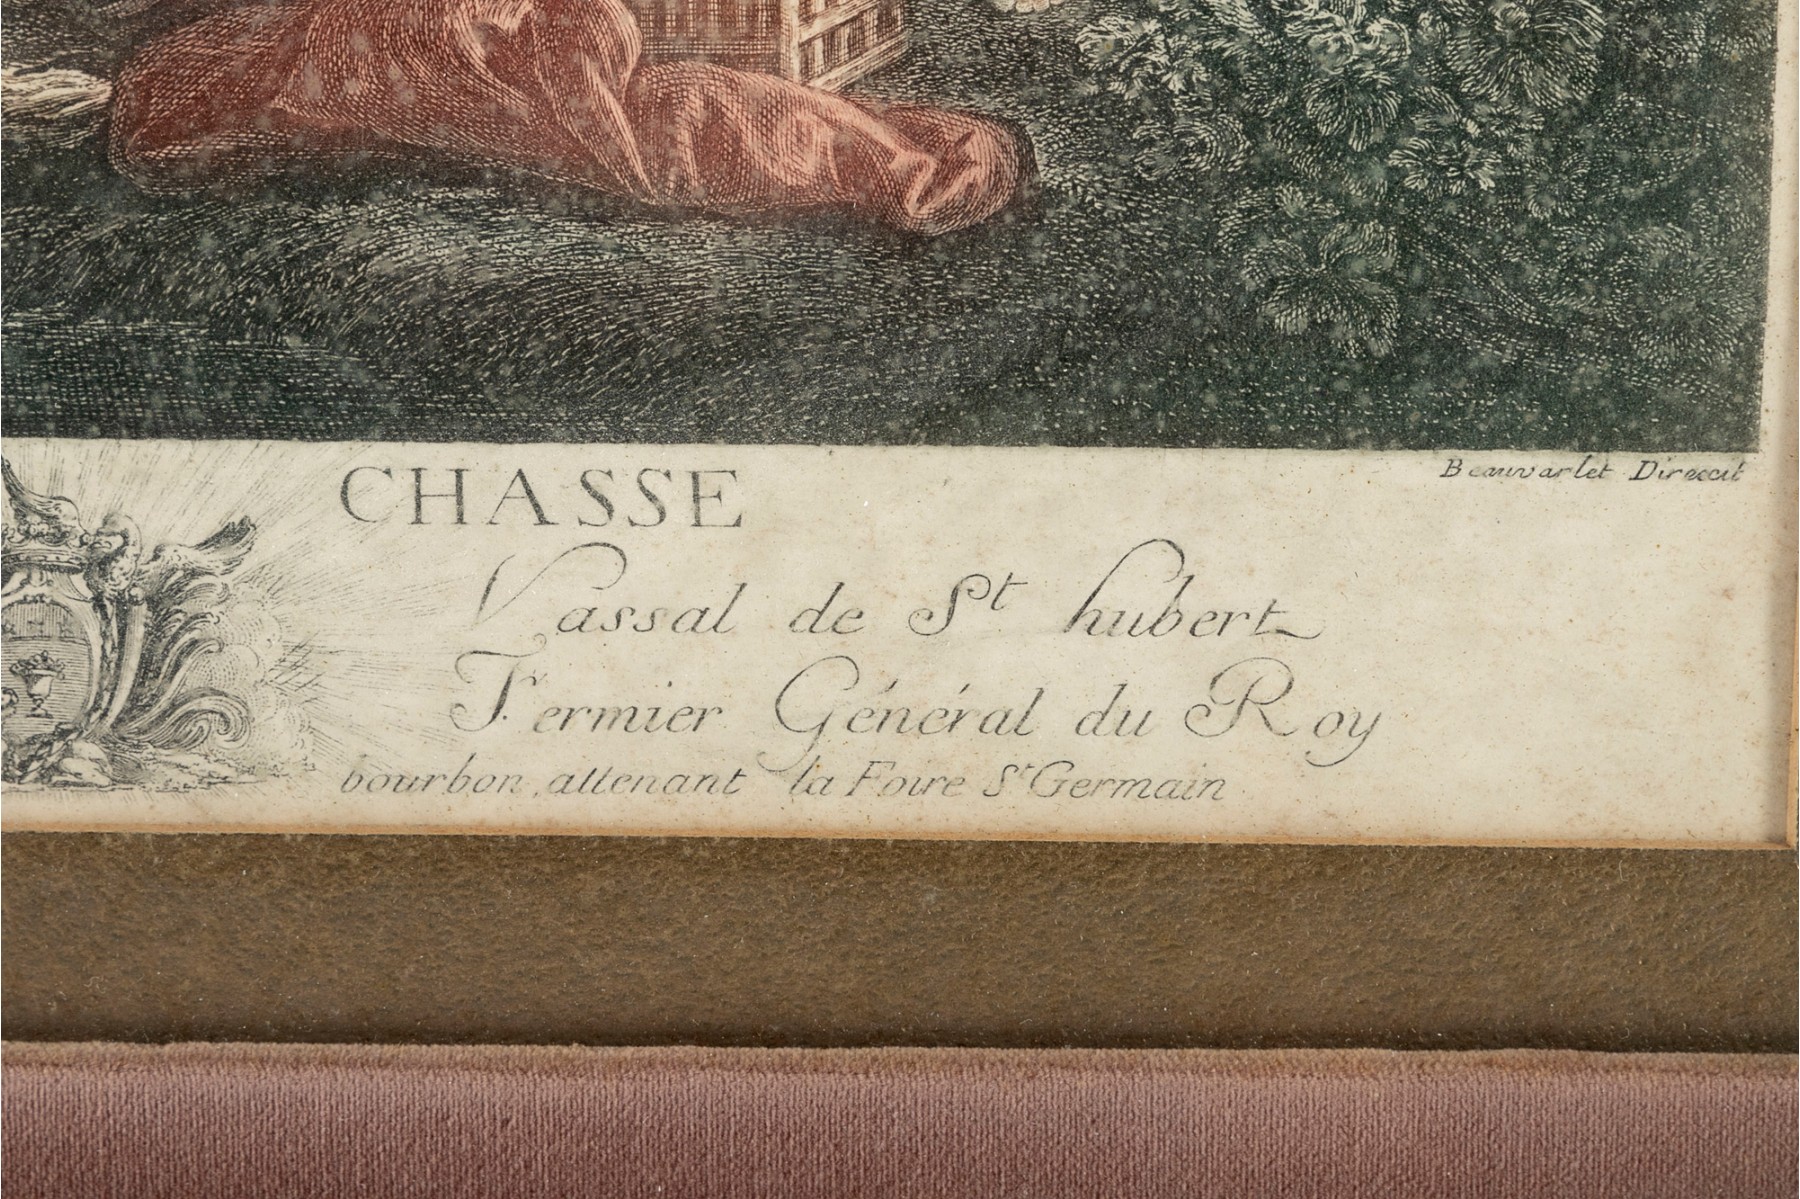 Beauvarlet Direxcit
CHASSE
Vassal de St hubert
Fermier Général du Roy
bourbon, attenant la Foire St Germain